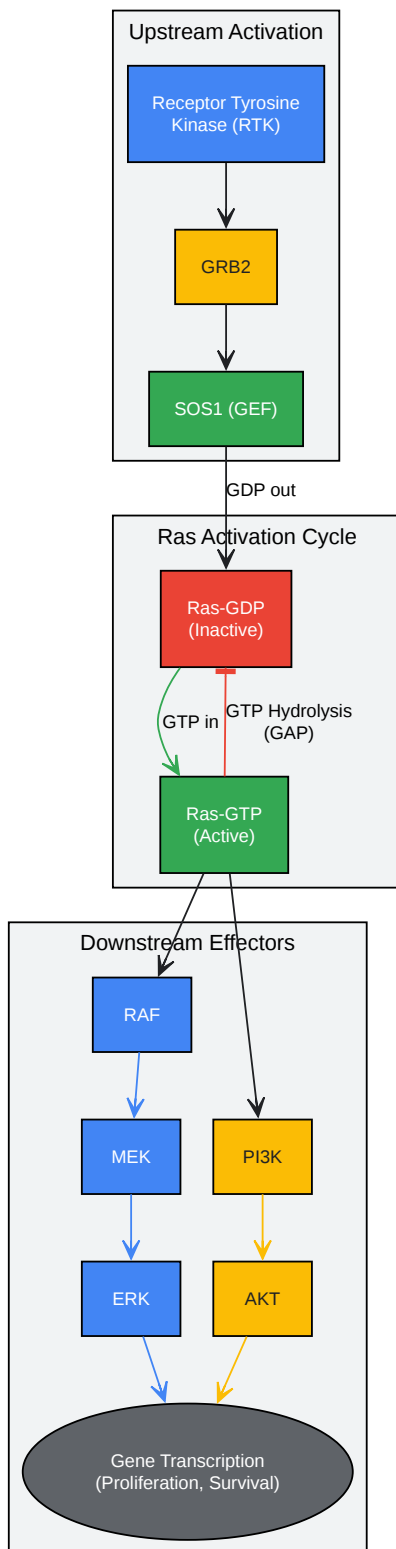 Upstream Activation
Receptor Tyrosine
Kinase (RTK)
GRB2
SOS1 (GEF)
GDP out
Ras Activation Cycle
Ras-GDP
(Inactive)
GTP in
GTP Hydrolysis
(GAP)
Ras-GTP
(Active)
Downstream Effectors
RAF
MEK
PI3K
ERK
AKT
Gene Transcription
(Proliferation, Survival)